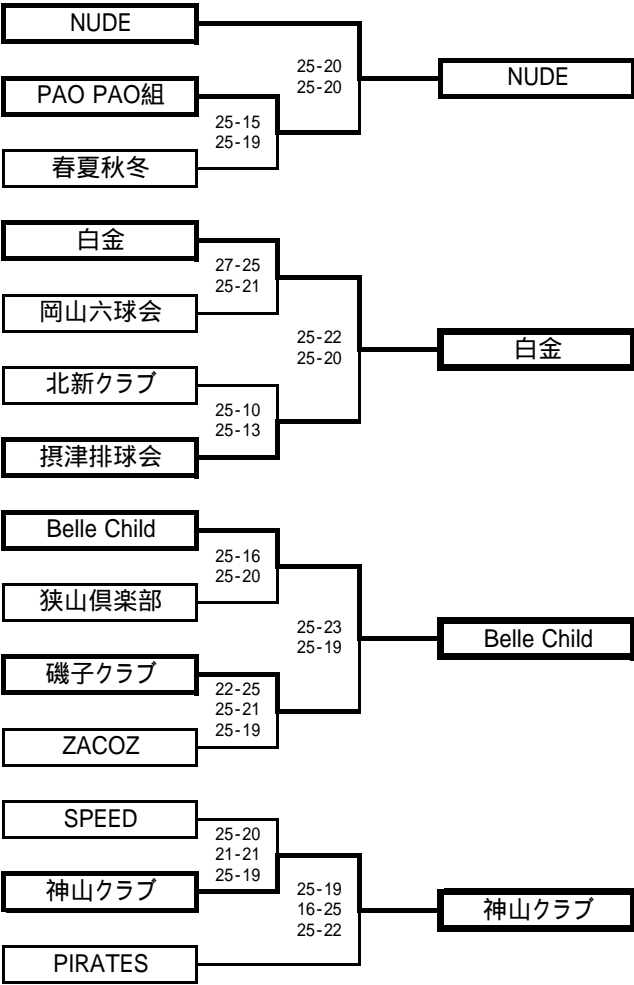 NUDE
25-20
25-20
NUDE
PAO PAO組
25-15
25-19
春夏秋冬
白金
27-25
25-21
岡山六球会
25-22
25-20
白金
北新クラブ
25-10
25-13
摂津排球会
Belle Child
25-16
25-20
狭山倶楽部
25-23
25-19
Belle Child
磯子クラブ
22-25
25-21
25-19
ZACOZ
SPEED
25-20
21-21
25-19
神山クラブ
25-19
16-25
25-22
神山クラブ
PIRATES